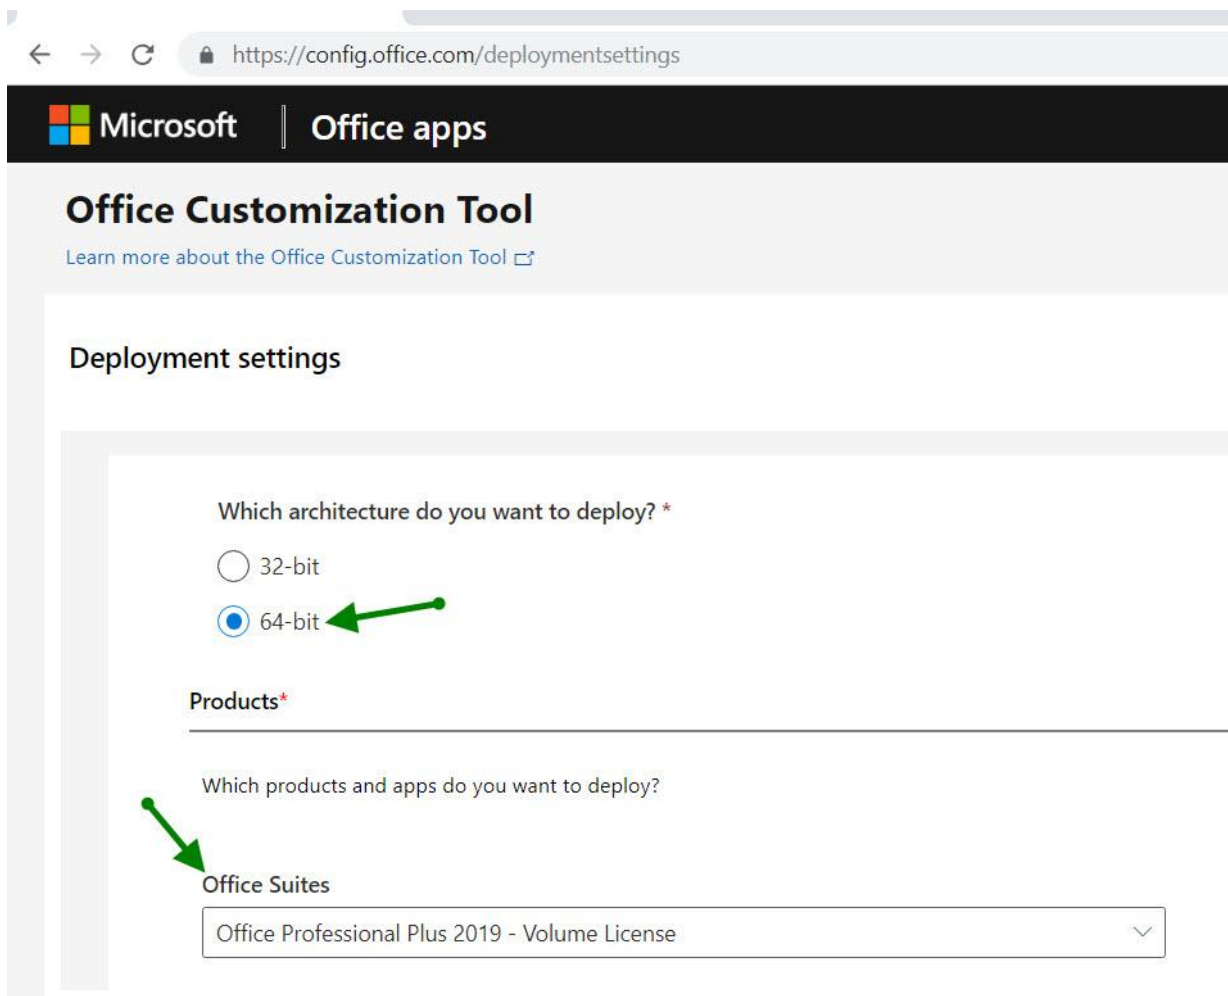 https://config.office.com/deploymentsettings
Microsoft | Office apps
Office Customization Tool
Learn more about the Office Customization Tool
Deployment settings
Which architecture do you want to deploy? *
32-bit
64-bit
Products*
Which products and apps do you want to deploy?
Office Suites
Office Professional Plus 2019 - Volume License